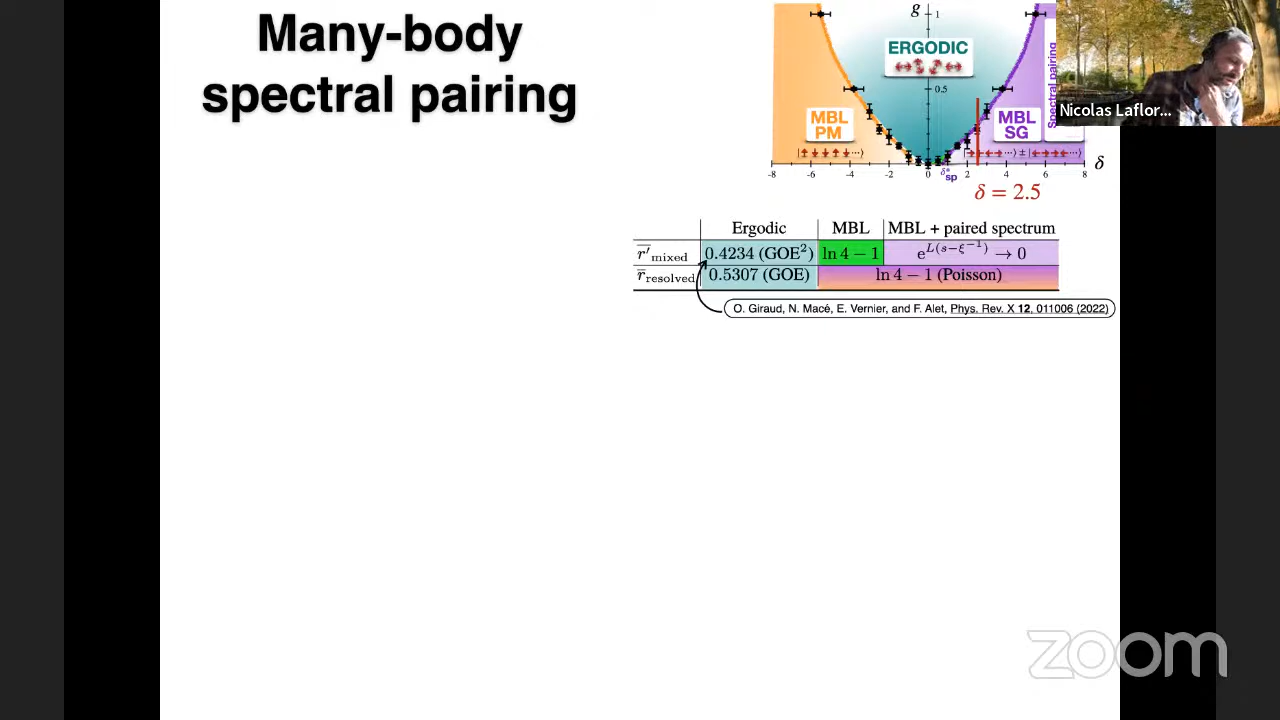 Many-body
spectral pairing
g
1
ERGODIC
0.5
MBL
PM
MBL
SG
Spectral pairing
|↑↓↓↑↓⋯⟩
-8 -6 -4 -2 0 2 4 6 8
δ*sp
δ
δ = 2.5
Nicolas Laflor...
Ergodic MBL MBL + paired spectrum
r̅′mixed 0.4234 (GOE²) ln 4 − 1 e^{L(s−ξ⁻¹)} → 0
r̅resolved 0.5307 (GOE) ln 4 − 1 (Poisson)
O. Giraud, N. Macé, E. Vernier, and F. Alet, Phys. Rev. X 12, 011006 (2022)
zoom